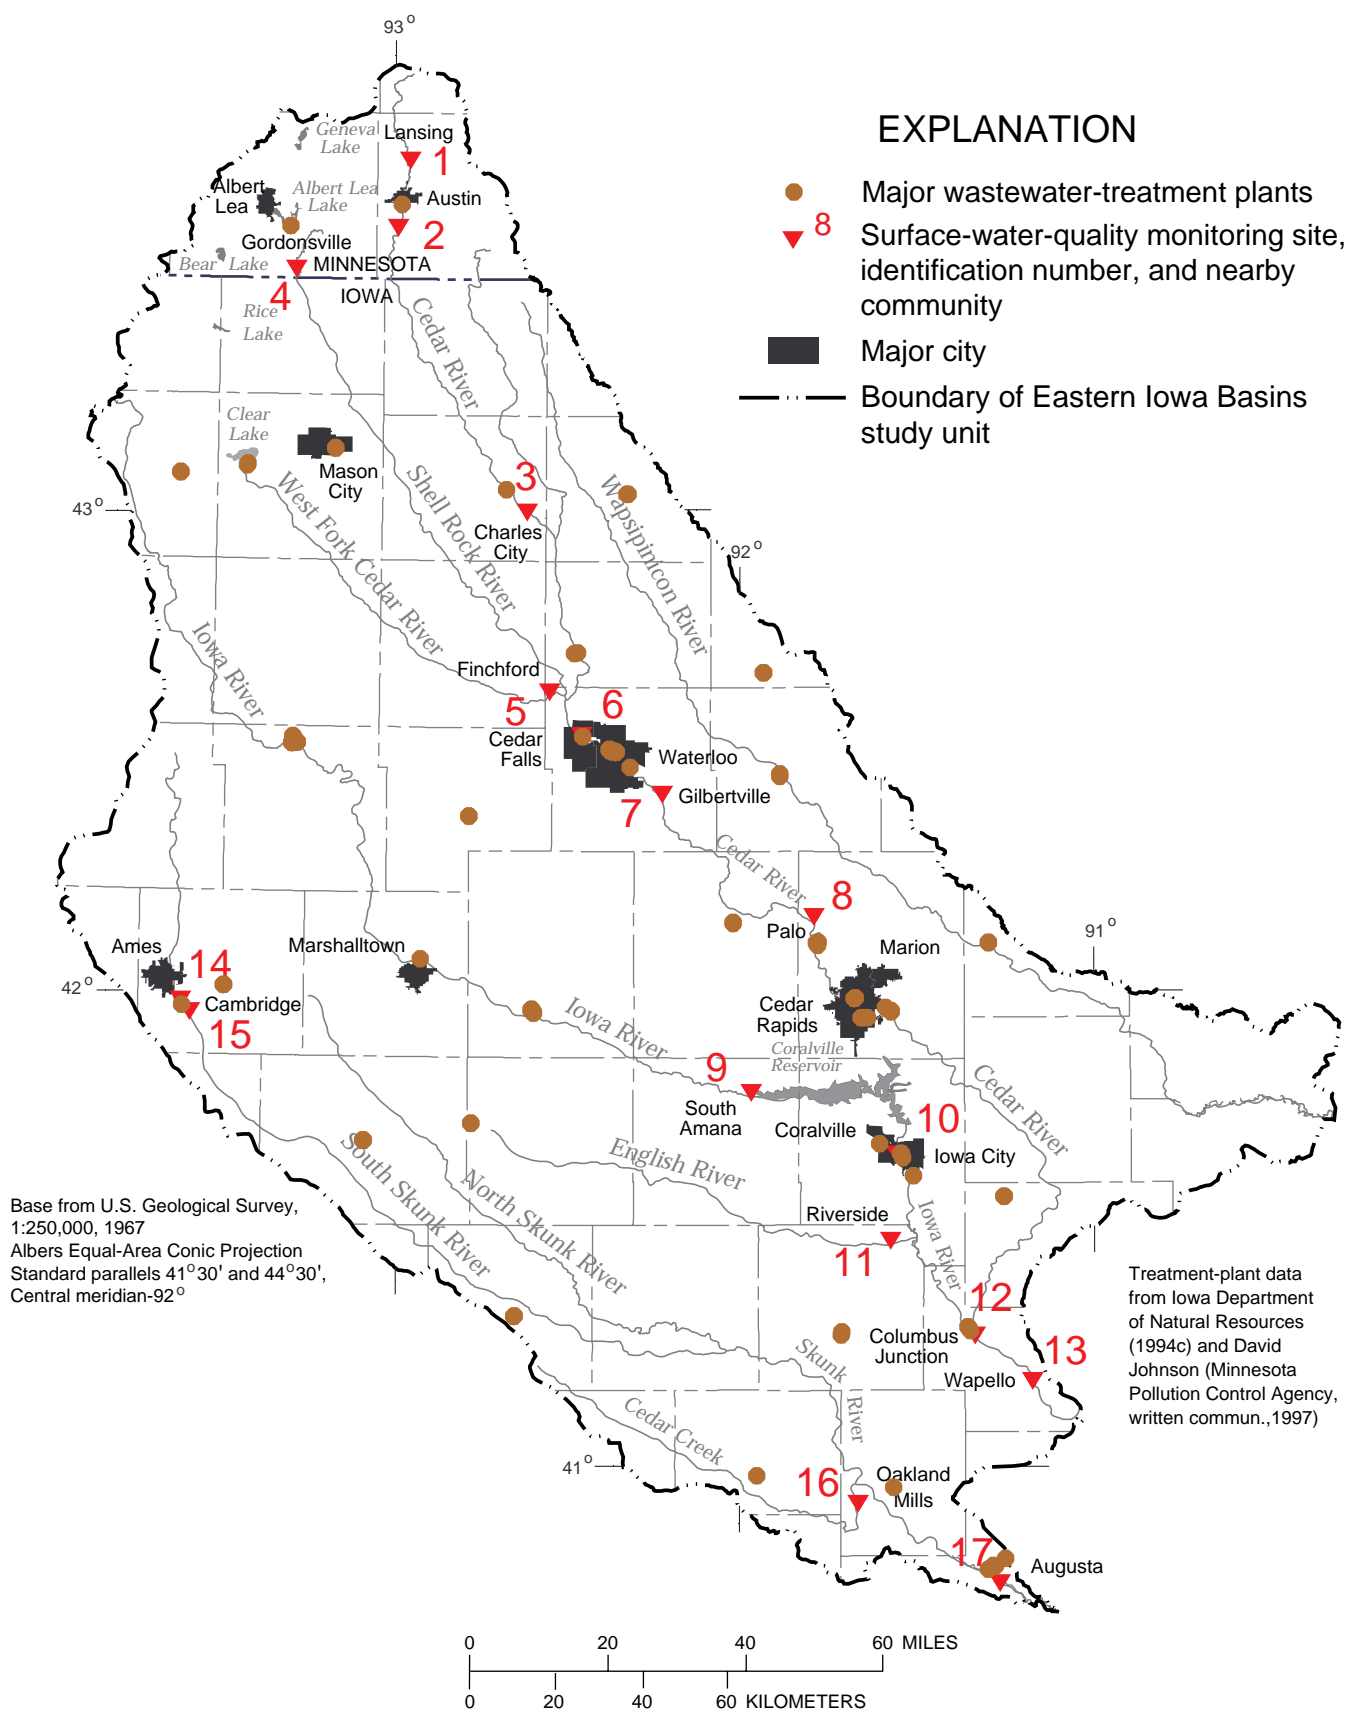 93°
EXPLANATION
Major wastewater-treatment plants
8
Surface-water-quality monitoring site,
identification number, and nearby
community
Major city
Boundary of Eastern Iowa Basins
study unit
Geneva
Lake
Lansing
1
Albert
Lea
Albert Lea
Lake
Austin
2
Gordonsville
Bear Lake
MINNESOTA
4
IOWA
Rice
Lake
Cedar River
Clear
Lake
Mason
City
3
43°
West Fork Cedar River
Shell Rock River
Charles
City
Wapsipinicon River
92°
Iowa River
Finchford
5
6
Cedar
Falls
Waterloo
7
Gilbertville
Cedar River
8
Palo
Marion
91°
Ames
Marshalltown
14
42°
Cambridge
15
Iowa River
Cedar
Rapids
Coralville
Reservoir
9
South
Amana
Cedar River
10
Coralville
Iowa City
English River
South Skunk River
North Skunk River
Riverside
11
Iowa River
Base from U.S. Geological Survey,
1:250,000, 1967
Albers Equal-Area Conic Projection
Standard parallels 41°30' and 44°30',
Central meridian-92°
12
Columbus
Junction
13
Wapello
Treatment-plant data
from Iowa Department
of Natural Resources
(1994c) and David
Johnson (Minnesota
Pollution Control Agency,
written commun.,1997)
Skunk
River
Cedar Creek
41°
16
Oakland
Mills
17
Augusta
0 20 40 60 MILES
0 20 40 60 KILOMETERS